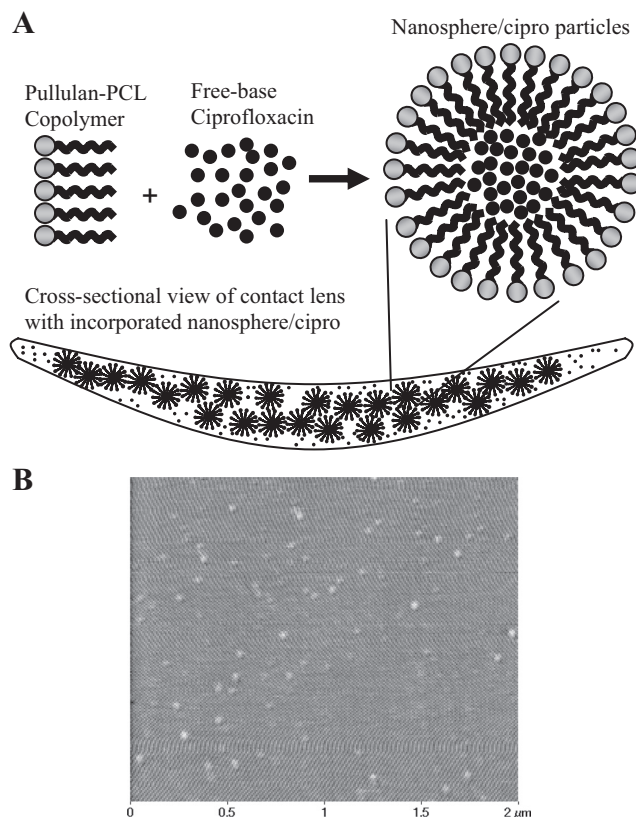 A
Nanosphere/cipro particles
Pullulan-PCL
Copolymer
Free-base
Ciprofloxacin
+
Cross-sectional view of contact lens
with incorporated nanosphere/cipro
B
0 0.5 1 1.5 2 μm